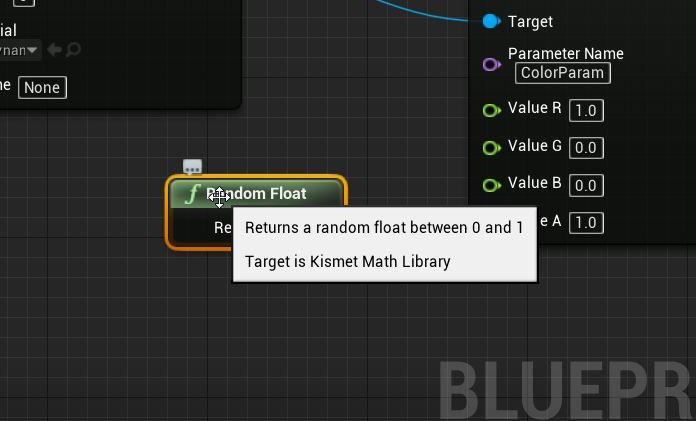 ial
ynam
ne None
Target
Parameter Name
ColorParam
Value R 1.0
Value G 0.0
Value B 0.0
e A 1.0
f Random Float
Re
Returns a random float between 0 and 1
Target is Kismet Math Library
BLUEPR